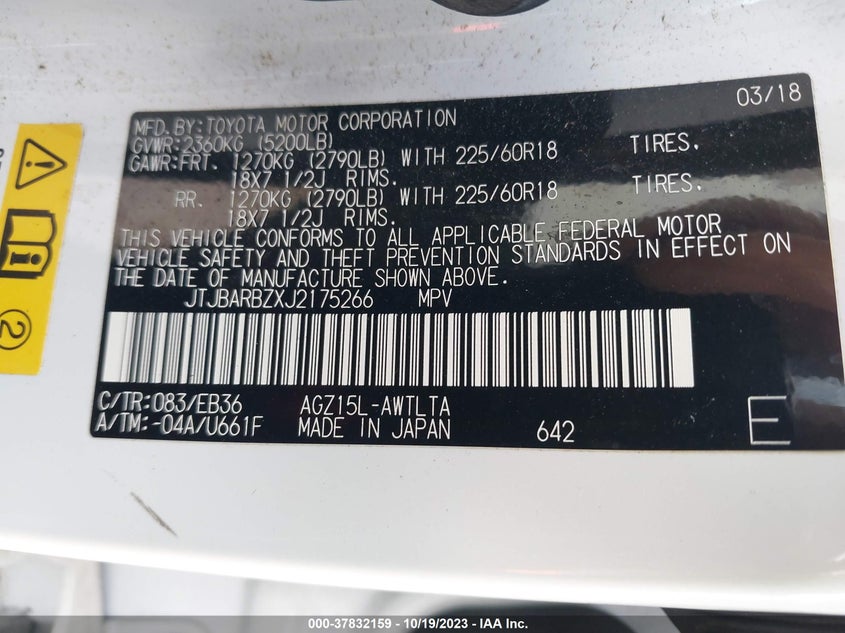 03/18
MFD.BY:TOYOTA MOTOR CORPORATION
GVWR:2360KG (5200LB)
GAWR:FRT. 1270KG (2790LB) WITH 225/60R18 TIRES.
18X7 1/2J RIMS.
RR. 1270KG (2790LB) WITH 225/60R18 TIRES.
18X7 1/2J RIMS.
THIS VEHICLE CONFORMS TO ALL APPLICABLE FEDERAL MOTOR
VEHICLE SAFETY AND THEFT PREVENTION STANDARDS IN EFFECT ON
THE DATE OF MANUFACTURE SHOWN ABOVE.
JTJBARBZXJ2175266 MPV
C/TR:083/EB36 AGZ15L-AWTLTA
A/TM:-04A/U661F MADE IN JAPAN 642 E
2
000-37832159 - 10/19/2023 - IAA Inc.